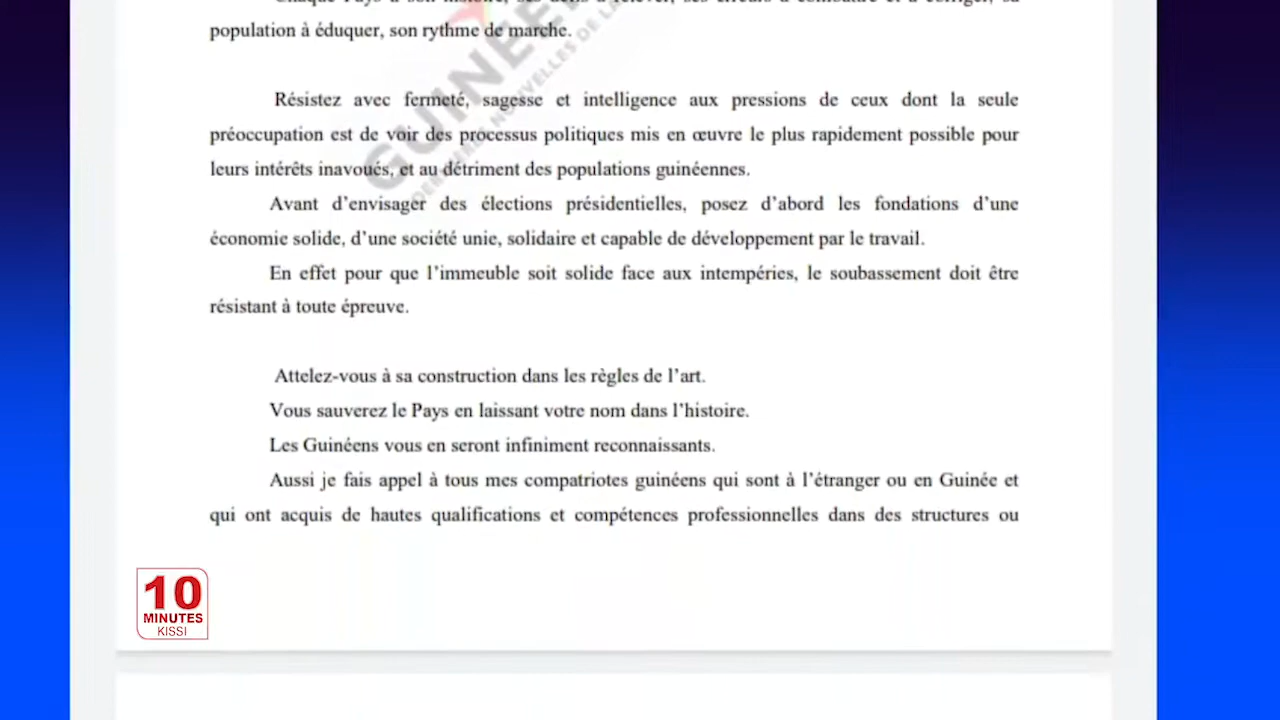 population à éduquer, son rythme de marche.
Résistez avec fermeté, sagesse et intelligence aux pressions de ceux dont la seule
préoccupation est de voir des processus politiques mis en œuvre le plus rapidement possible pour
leurs intérêts inavoués, et au détriment des populations guinéennes.
Avant d’envisager des élections présidentielles, posez d’abord les fondations d’une
économie solide, d’une société unie, solidaire et capable de développement par le travail.
En effet pour que l’immeuble soit solide face aux intempéries, le soubassement doit être
résistant à toute épreuve.
Attelez-vous à sa construction dans les règles de l’art.
Vous sauverez le Pays en laissant votre nom dans l’histoire.
Les Guinéens vous en seront infiniment reconnaissants.
Aussi je fais appel à tous mes compatriotes guinéens qui sont à l’étranger ou en Guinée et
qui ont acquis de hautes qualifications et compétences professionnelles dans des structures ou
10
MINUTES
KISSI